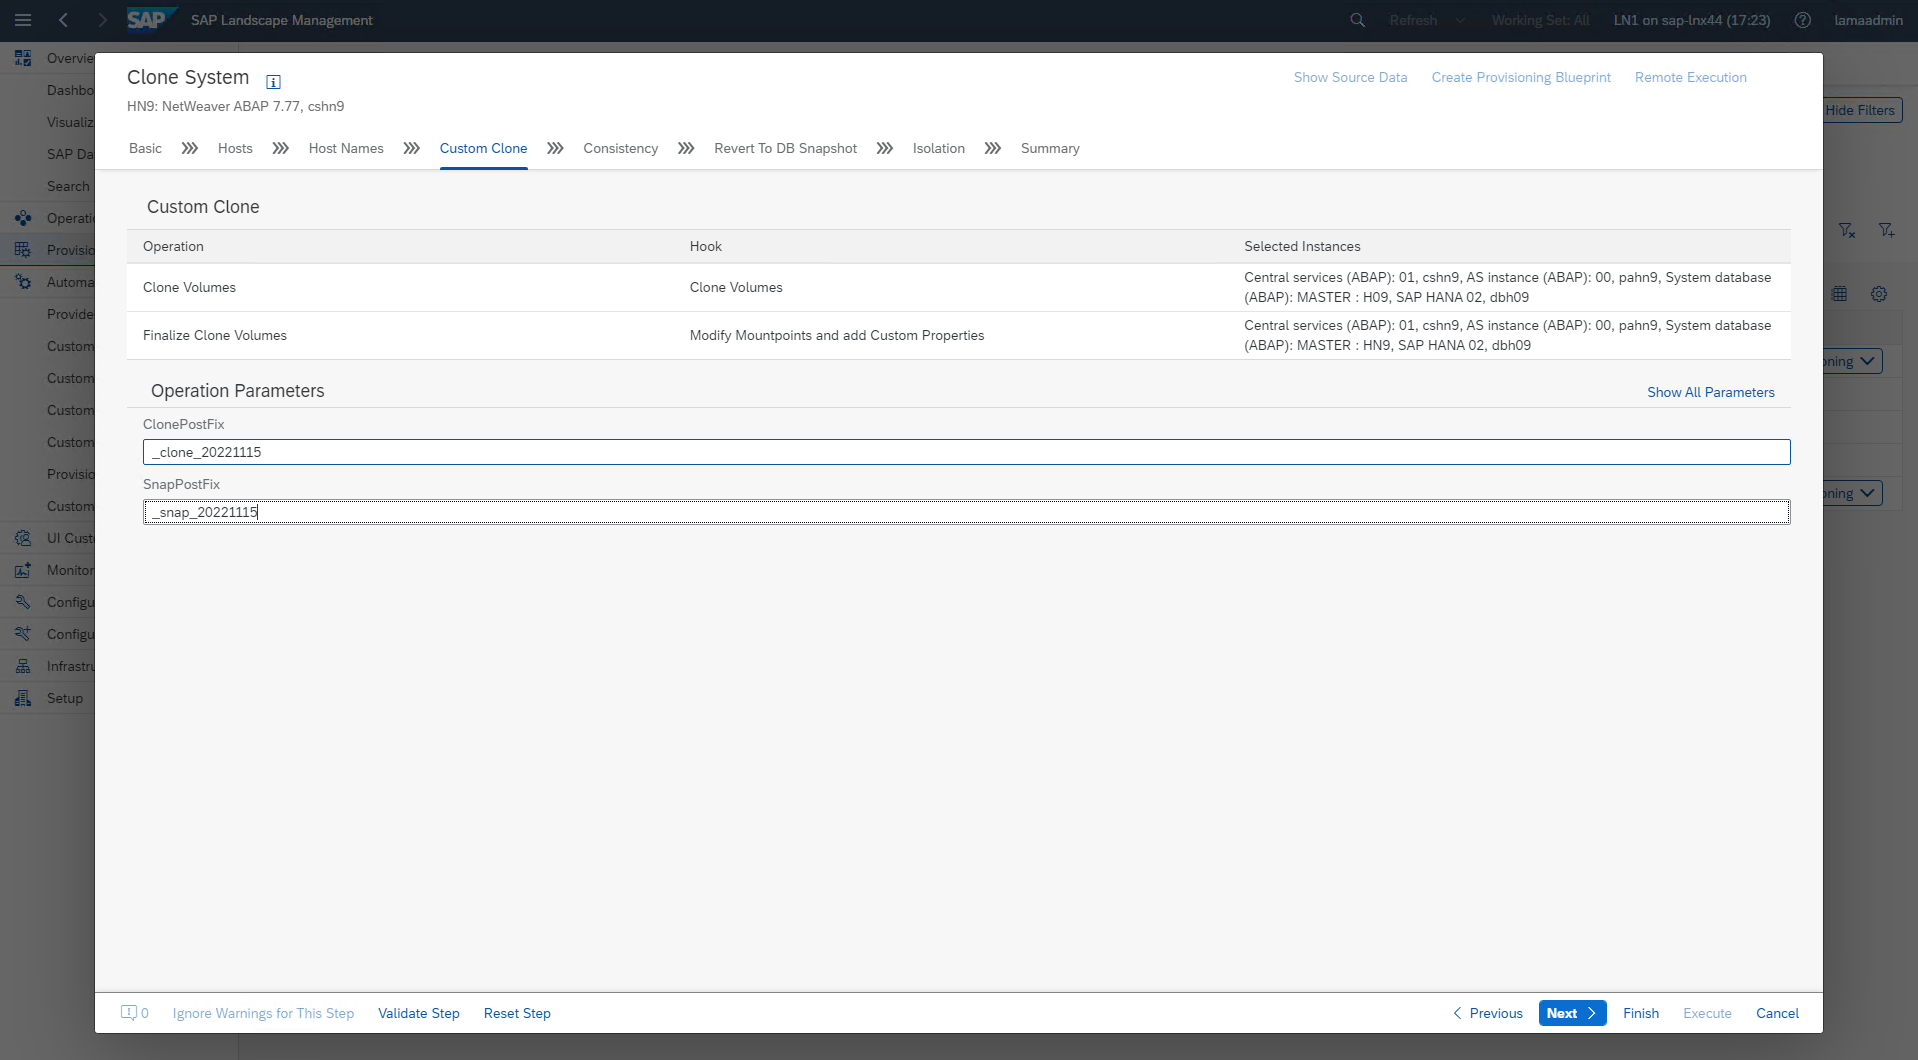 SAP SAP Landscape Management
Refresh Working Set: All LN1 on sap-lnx44 (17:23) lamaadmin
Overvie
Dashbo
Visualiz
SAP Da
Search
Operati
Provisio
Automa
Provide
Custom
Custom
Custom
Custom
Provisio
Custom
UI Cust
Monitor
Configu
Configu
Infrastru
Setup
Hide Filters
oning
oning
Clone System
Show Source Data Create Provisioning Blueprint Remote Execution
HN9: NetWeaver ABAP 7.77, cshn9
Basic Hosts Host Names Custom Clone Consistency Revert To DB Snapshot Isolation Summary
Custom Clone
Operation Hook Selected Instances
Clone Volumes Clone Volumes Central services (ABAP): 01, cshn9, AS instance (ABAP): 00, pahn9, System database
(ABAP): MASTER : H09, SAP HANA 02, dbh09
Finalize Clone Volumes Modify Mountpoints and add Custom Properties Central services (ABAP): 01, cshn9, AS instance (ABAP): 00, pahn9, System database
(ABAP): MASTER : HN9, SAP HANA 02, dbh09
Operation Parameters Show All Parameters
ClonePostFix
_clone_20221115
SnapPostFix
_snap_20221115
0 Ignore Warnings for This Step Validate Step Reset Step Previous Next Finish Execute Cancel